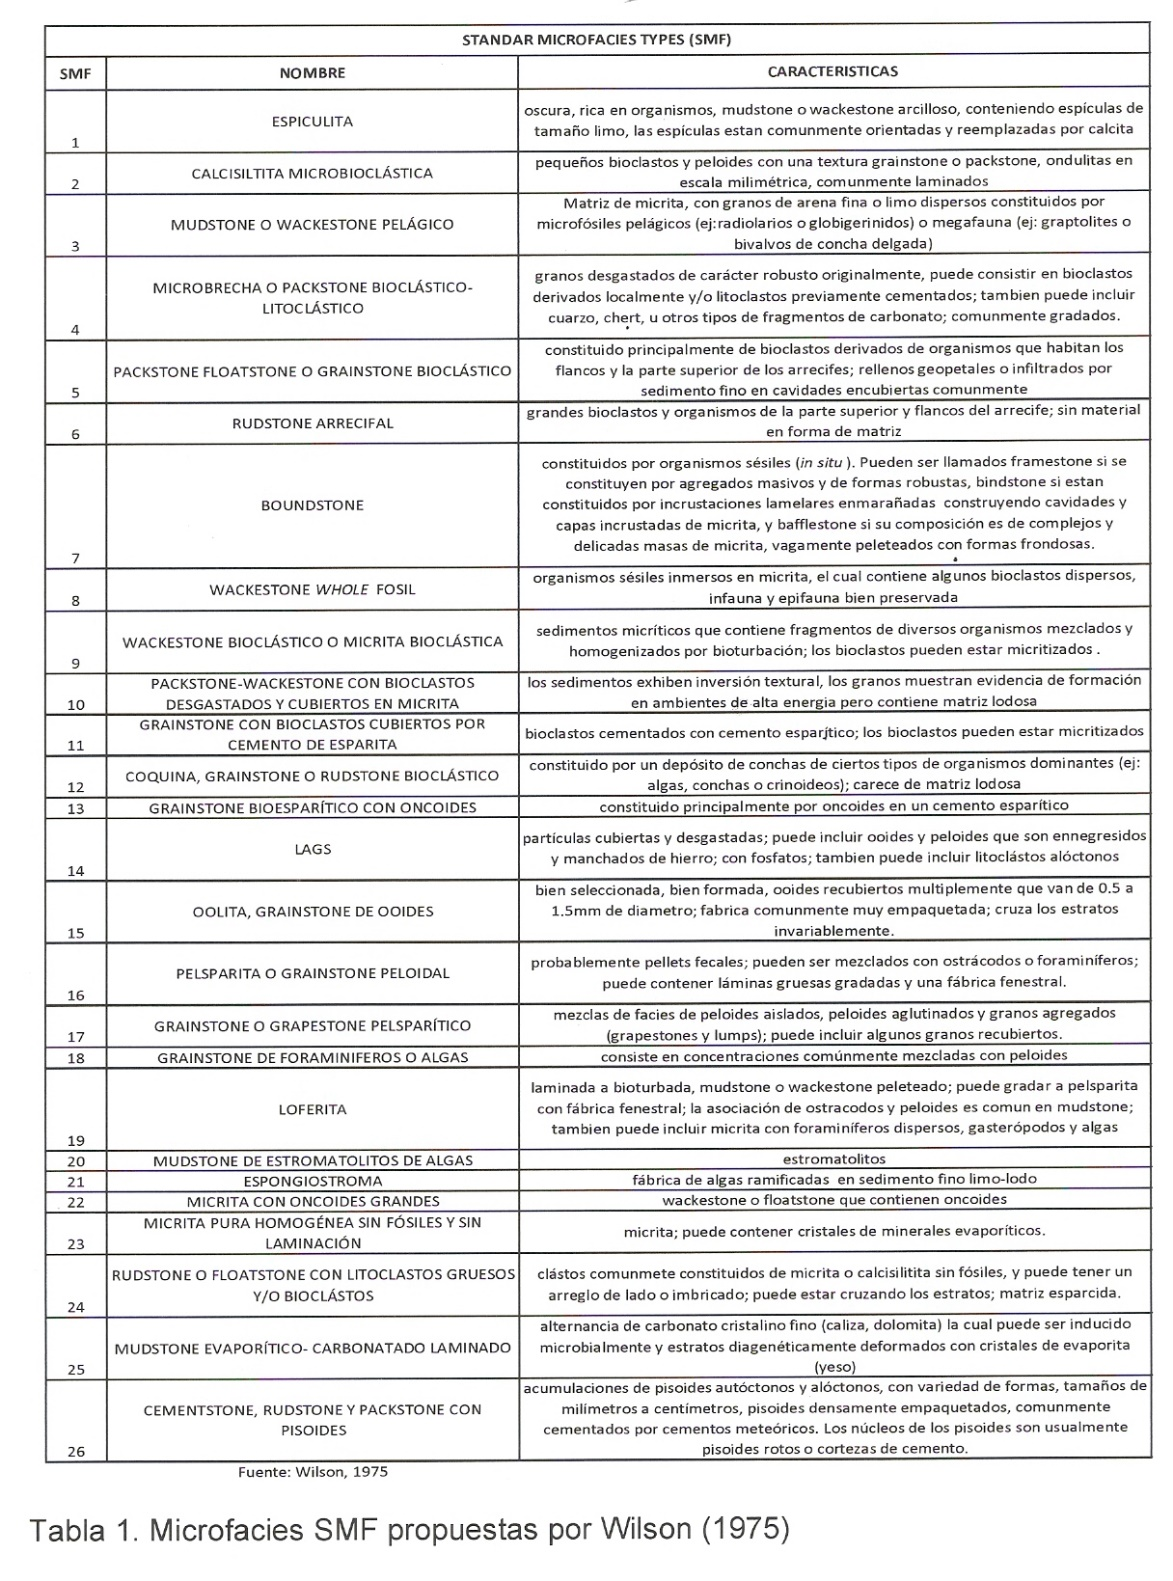 STANDAR MICROFACIES TYPES (SMF)
SMF NOMBRE CARACTERISTICAS
1 ESPICULITA oscura, rica en organismos, mudstone o wackestone arcilloso, conteniendo espículas de
tamaño limo, las espículas estan comunmente orientadas y reemplazadas por calcita
2 CALCISILTITA MICROBIOCLÁSTICA pequeños bioclastos y peloides con una textura grainstone o packstone, ondulitas en
escala milimétrica, comunmente laminados
3 MUDSTONE O WACKESTONE PELÁGICO Matriz de micrita, con granos de arena fina o limo dispersos constituidos por
microfósiles pelágicos (ej:radiolarios o globigerinidos) o megafauna (ej: graptolites o
bivalvos de concha delgada)
4 MICROBRECHA O PACKSTONE BIOCLÁSTICO-
LITOCLÁSTICO
granos desgastados de carácter robusto originalmente, puede consistir en bioclastos
derivados localmente y/o litoclastos previamente cementados; tambien puede incluir
cuarzo, chert, u otros tipos de fragmentos de carbonato; comunmente gradados.
5 PACKSTONE FLOATSTONE O GRAINSTONE BIOCLÁSTICO constituido principalmente de bioclastos derivados de organismos que habitan los
flancos y la parte superior de los arrecifes; rellenos geopetales o infiltrados por
sedimento fino en cavidades encubiertas comunmente
6 RUDSTONE ARRECIFAL grandes bioclastos y organismos de la parte superior y flancos del arrecife; sin material
en forma de matriz
7 BOUNDSTONE constituidos por organismos sésiles (in situ ). Pueden ser llamados framestone si se
constituyen por agregados masivos y de formas robustas, bindstone si estan
constituidos por incrustaciones lamelares enmarañadas construyendo cavidades y
capas incrustadas de micrita, y bafflestone si su composición es de complejos y
delicadas masas de micrita, vagamente peleteados con formas frondosas.
8 WACKESTONE WHOLE FOSIL organismos sésiles inmersos en micrita, el cual contiene algunos bioclastos dispersos,
infauna y epifauna bien preservada
9 WACKESTONE BIOCLÁSTICO O MICRITA BIOCLÁSTICA sedimentos micríticos que contiene fragmentos de diversos organismos mezclados y
homogenizados por bioturbación; los bioclastos pueden estar micritizados .
10 PACKSTONE-WACKESTONE CON BIOCLASTOS
DESGASTADOS Y CUBIERTOS EN MICRITA
los sedimentos exhiben inversión textural, los granos muestran evidencia de formación
en ambientes de alta energia pero contiene matriz lodosa
11 GRAINSTONE CON BIOCLASTOS CUBIERTOS POR
CEMENTO DE ESPARITA
bioclastos cementados con cemento esparítico; los bioclastos pueden estar micritizados
12 COQUINA, GRAINSTONE O RUDSTONE BIOCLÁSTICO constituido por un depósito de conchas de ciertos tipos de organismos dominantes (ej:
algas, conchas o crinoideos); carece de matriz lodosa
13 GRAINSTONE BIOESPARÍTICO CON ONCOIDES constituido principalmente por oncoides en un cemento esparítico
14 LAGS partículas cubiertas y desgastadas; puede incluir ooides y peloides que son ennegresidos
y manchados de hierro; con fosfatos; tambien puede incluir litoclástos alóctonos
15 OOLITA, GRAINSTONE DE OOIDES bien seleccionada, bien formada, ooides recubiertos multiplemente que van de 0.5 a
1.5mm de diametro; fabrica comunmente muy empaquetada; cruza los estratos
invariablemente.
16 PELSPARITA O GRAINSTONE PELOIDAL probablemente pellets fecales; pueden ser mezclados con ostrácodos o foraminíferos;
puede contener láminas gruesas gradadas y una fábrica fenestral.
17 GRAINSTONE O GRAPESTONE PELSPARÍTICO mezclas de facies de peloides aislados, peloides aglutinados y granos agregados
(grapestones y lumps); puede incluir algunos granos recubiertos.
18 GRAINSTONE DE FORAMINIFEROS O ALGAS consiste en concentraciones comúnmente mezcladas con peloides
19 LOFERITA laminada a bioturbada, mudstone o wackestone peleteado; puede gradar a pelsparita
con fábrica fenestral; la asociación de ostracodos y peloides es comun en mudstone;
tambien puede incluir micrita con foraminíferos dispersos, gasterópodos y algas
20 MUDSTONE DE ESTROMATOLITOS DE ALGAS estromatolitos
21 ESPONGIOSTROMA fábrica de algas ramificadas en sedimento fino limo-lodo
22 MICRITA CON ONCOIDES GRANDES wackestone o floatstone que contienen oncoides
23 MICRITA PURA HOMOGÉNEA SIN FÓSILES Y SIN
LAMINACIÓN
micrita; puede contener cristales de minerales evaporíticos.
24 RUDSTONE O FLOATSTONE CON LITOCLASTOS GRUESOS
Y/O BIOCLÁSTOS
clástos comunmete constituidos de micrita o calcisilitita sin fósiles, y puede tener un
arreglo de lado o imbricado; puede estar cruzando los estratos; matriz esparcida.
25 MUDSTONE EVAPORÍTICO- CARBONATADO LAMINADO alternancia de carbonato cristalino fino (caliza, dolomita) la cual puede ser inducido
microbialmente y estratos diagenéticamente deformados con cristales de evaporita
(yeso)
26 CEMENTSTONE, RUDSTONE Y PACKSTONE CON
PISOIDES
acumulaciones de pisoides autóctonos y alóctonos, con variedad de formas, tamaños de
milímetros a centímetros, pisoides densamente empaquetados, comunmente
cementados por cementos meteóricos. Los núcleos de los pisoides son usualmente
pisoides rotos o cortezas de cemento.
Fuente: Wilson, 1975
Tabla 1. Microfacies SMF propuestas por Wilson (1975)